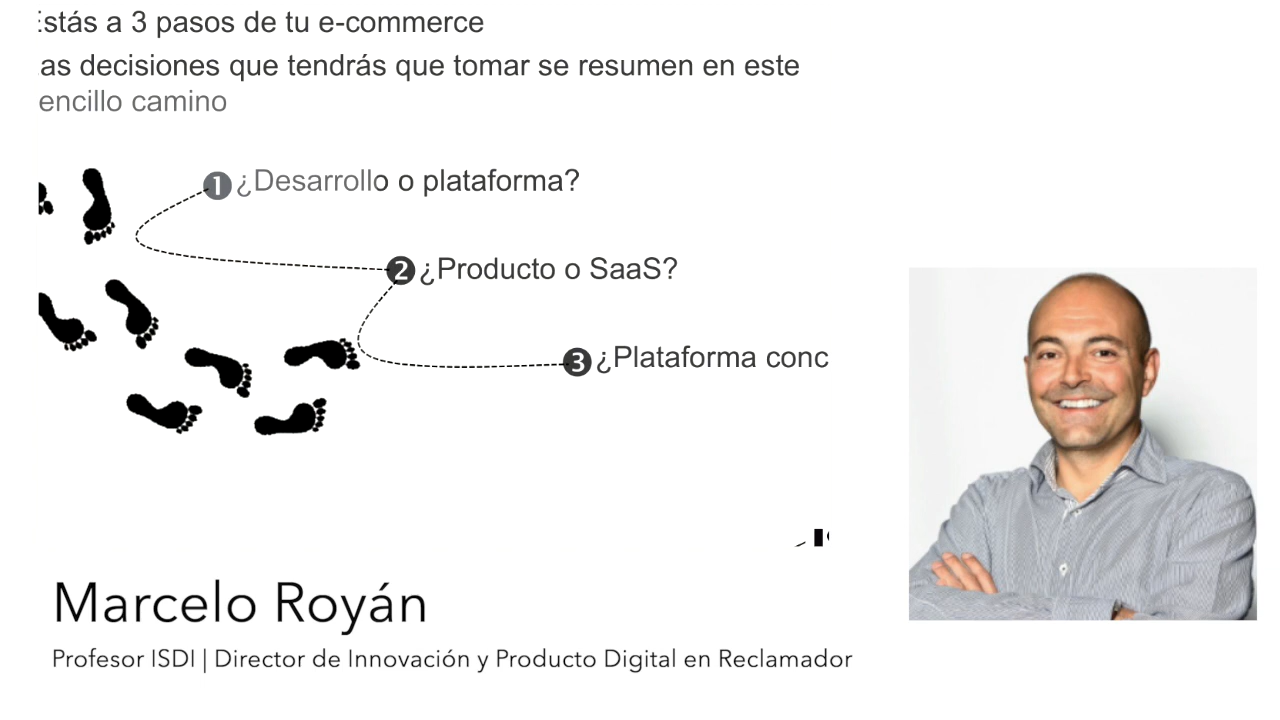 stás a 3 pasos de tu e-commerce
as decisiones que tendrás que tomar se resumen en este
encillo camino
1 ¿Desarrollo o plataforma?
2 ¿Producto o SaaS?
3 ¿Plataforma conc
Marcelo Royán
Profesor ISDI | Director de Innovación y Producto Digital en Reclamador